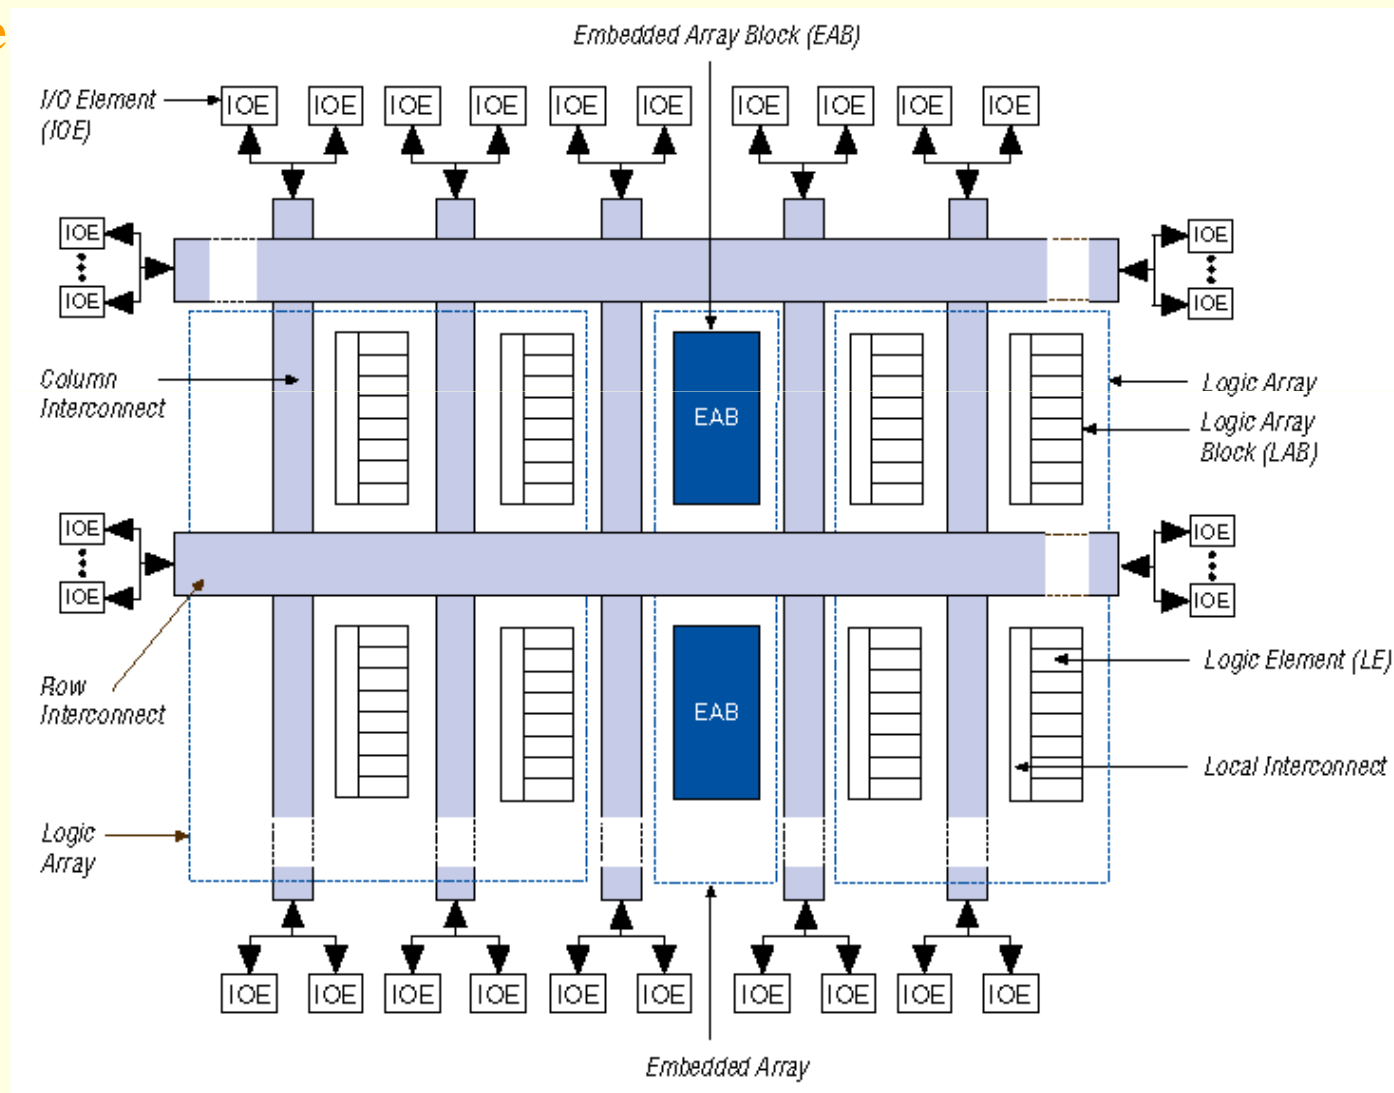 e
Embedded Array Block (EAB)
I/O Element
(IOE)
IOE IOE IOE IOE IOE IOE IOE IOE IOE IOE
IOE
IOE
IOE
IOE
Column
Interconnect
EAB
Logic Array
Logic Array
Block (LAB)
IOE
IOE
IOE
IOE
Row
Interconnect
EAB
Logic Element (LE)
Local Interconnect
Logic
Array
IOE IOE IOE IOE IOE IOE IOE IOE IOE IOE
Embedded Array